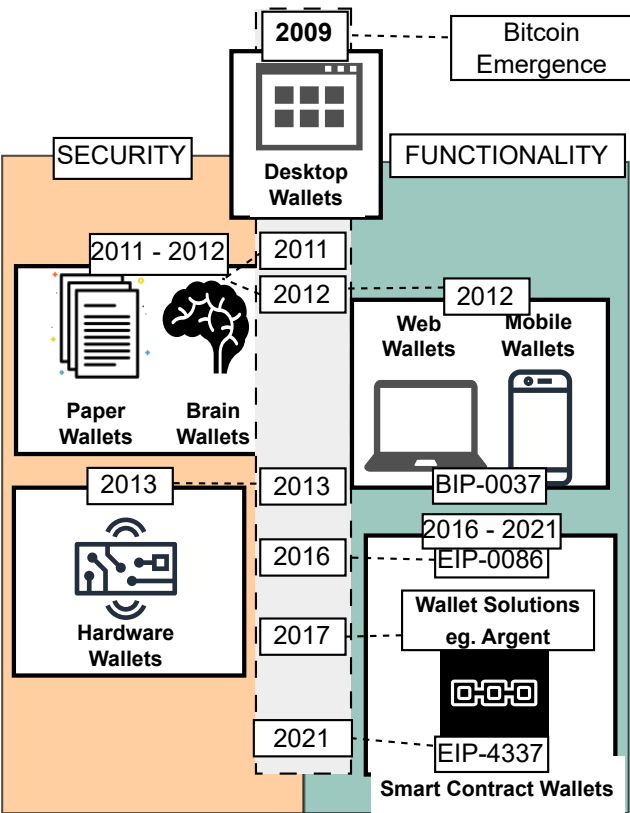 2009
Bitcoin
Emergence
SECURITY
FUNCTIONALITY
Desktop
Wallets
2011 - 2012
2011
2012
2012
Web
Wallets
Mobile
Wallets
Paper
Wallets
Brain
Wallets
BIP-0037
2013
2013
Hardware
Wallets
2016 - 2021
2016
EIP-0086
2017
Wallet Solutions
eg. Argent
2021
EIP-4337
Smart Contract Wallets